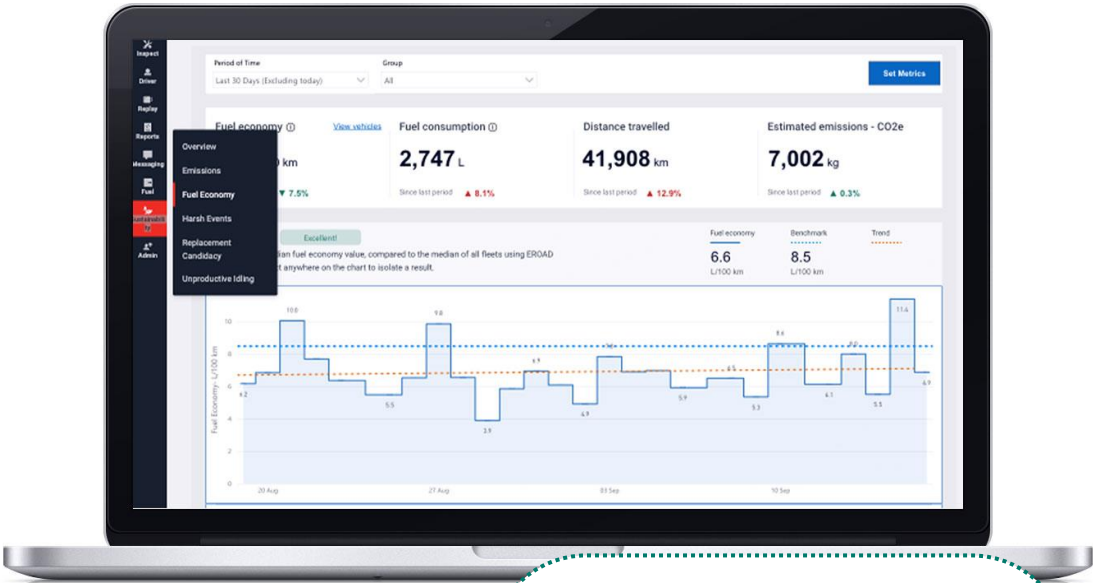 Inspect
Driver
Replay
Reports
Messaging
Fuel
Admin
Overview
Emissions
Fuel Economy
Harsh Events
Replacement
Candidacy
Unproductive Idling
Period of Time
Last 30 Days (Excluding today)
Group
All
Set Metrics
Fuel economy
View vehicles
km
▼ 7.5%
Fuel consumption
2,747 L
Since last period ▲ 8.1%
Distance travelled
41,908 km
Since last period ▲ 12.9%
Estimated emissions - CO2e
7,002 kg
Since last period ▲ 0.3%
Excellent!
fuel economy value, compared to the median of all fleets using EROAD
anywhere on the chart to isolate a result.
Fuel economy
6.6
L/100 km
Benchmark
8.5
L/100 km
Trend
Fuel Economy- L/100 km
10
8
6
4
2
0
6.2
10.0
5.5
9.8
3.9
6.9
4.9
5.9
6.5
5.3
8.6
6.1
8.0
5.5
11.4
6.9
20 Aug
27 Aug
03 Sep
10 Sep